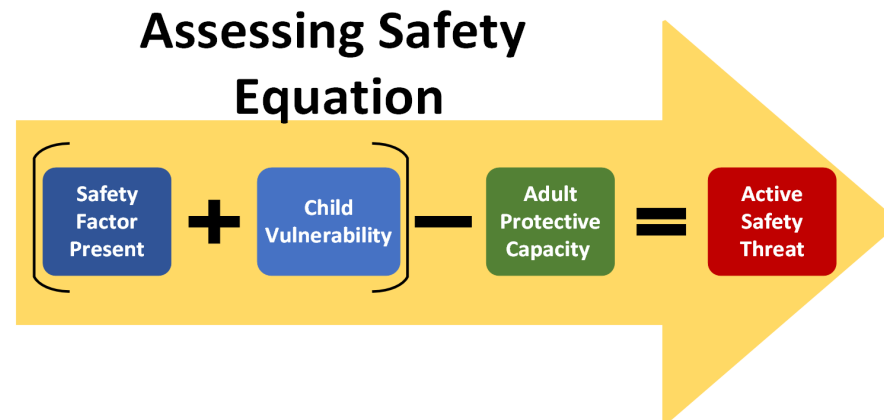 Assessing Safety
Equation
Safety
Factor
Present
+
Child
Vulnerability
−
Adult
Protective
Capacity
=
Active
Safety
Threat